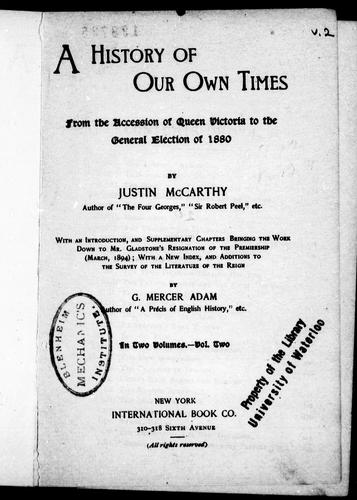 v.2
A HISTORY OF
OUR OWN TIMES
From the Accession of Queen Victoria to the
General Election of 1880
BY
JUSTIN McCARTHY
Author of "The Four Georges," "Sir Robert Peel," etc.
WITH AN INTRODUCTION, AND SUPPLEMENTARY CHAPTERS BRINGING THE WORK
DOWN TO MR. GLADSTONE'S RESIGNATION OF THE PREMIERSHIP
(MARCH, 1894); WITH A NEW INDEX, AND ADDITIONS TO
THE SURVEY OF THE LITERATURE OF THE REIGN
BY
G. MERCER ADAM
Author of "A Précis of English History," etc.
In Two Volumes.—Vol. Two
BLENHEIM
MECHANIC'S
INSTITUTE.
Property of the Library
University of Waterloo
NEW YORK
INTERNATIONAL BOOK CO.
310-318 SIXTH AVENUE
(All rights reserved)